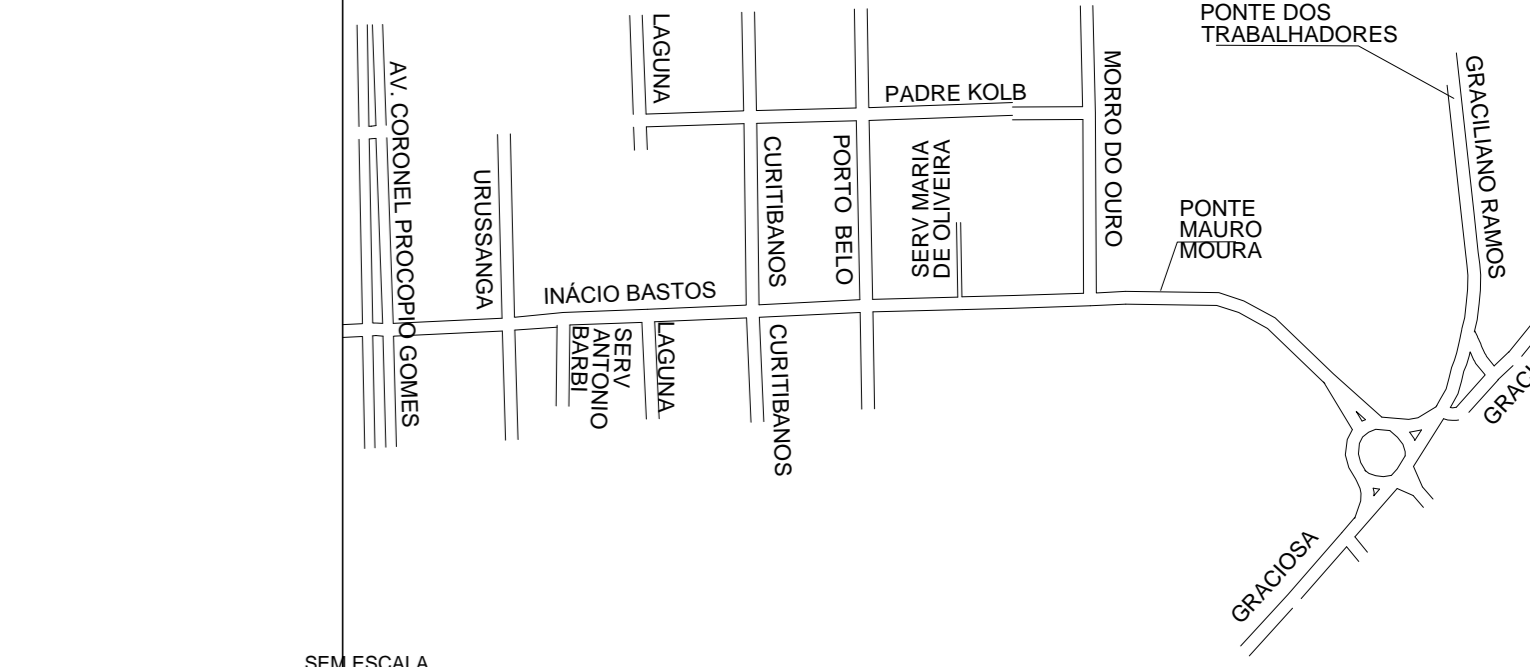 PONTE DOS
TRABALHADORES
LAGUNA
AV. CORONEL PROCOPIO GOMES
PADRE KOLB
MORRO DO OURO
GRACILIANO RAMOS
URUSSANGA
CURITIBANOS
PORTO BELO
SERV MARIA
DE OLIVEIRA
PONTE
MAURO
MOURA
INÁCIO BASTOS
SERV
ANTONIO
BARBI
LAGUNA
CURITIBANOS
GRACIOSA
SEM ESCALA